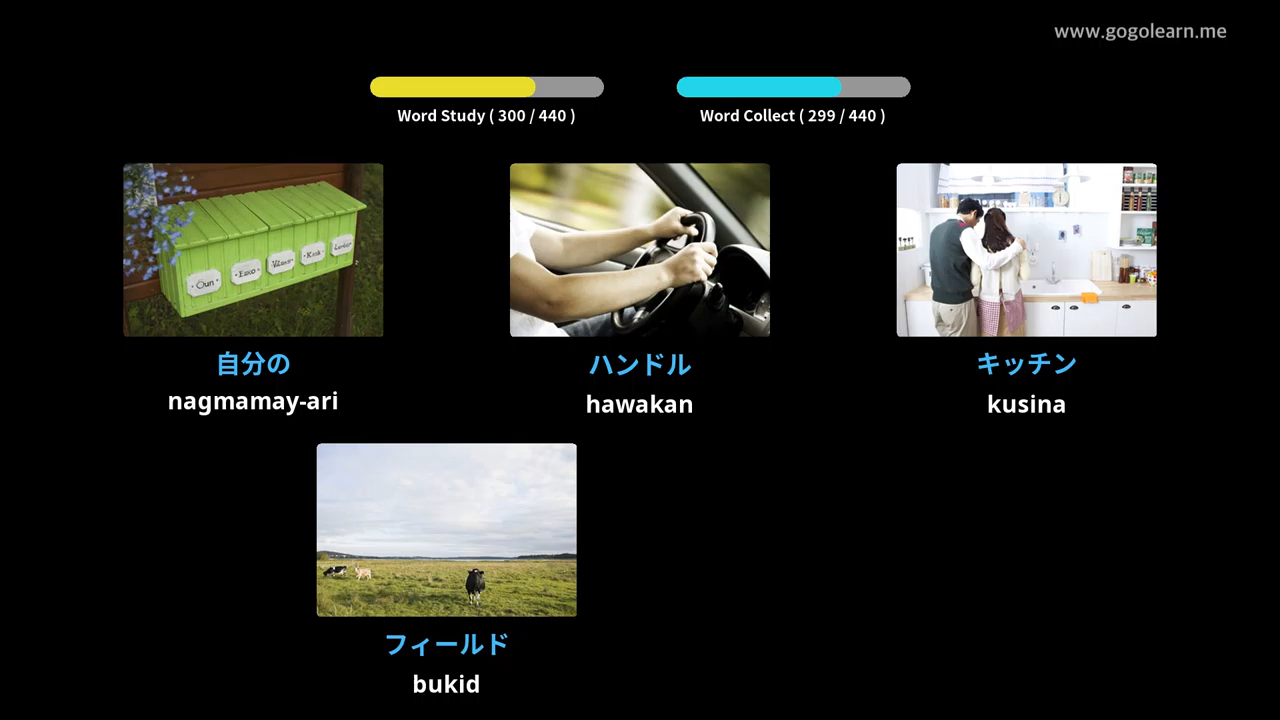 www.gogolearn.me
Word Study ( 300 / 440 )
Word Collect ( 299 / 440 )
自分の
nagmamay-ari
ハンドル
hawakan
キッチン
kusina
フィールド
bukid